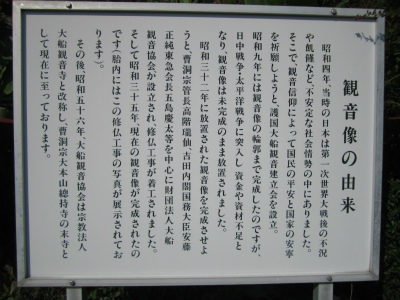 観音像の由来
昭和四年、当時の日本は第一次世界大戦後の不況
や飢饉など、不安定な社会情勢の中にありました。
そこで、観音信仰によって国民の平安と国家の安寧
を祈願しようと、護国大船観音建立会を設立。
昭和九年には観音像の輪郭まで完成したのですが、
日中戦争・太平洋戦争に突入し、資金や資材不足と
なり、観音像は未完成のまま放置されました。
昭和三十二年に放置された観音像を完成させよ
うと、曹洞宗管長高階瓏仙、吉田内閣国務大臣安藤
正純、東急会長五島慶太等を中心に「財団法人大船
観音協会」が設立され、修仏工事が着工されました。
そして昭和三十五年、現在の観音像が完成されたの
です（胎内にはこの修仏工事の写真が展示されてお
ります）。
その後、昭和五十六年、大船観音協会は宗教法人
大船観音寺と改称し、曹洞宗大本山総持寺の末寺と
して現在に至っております。